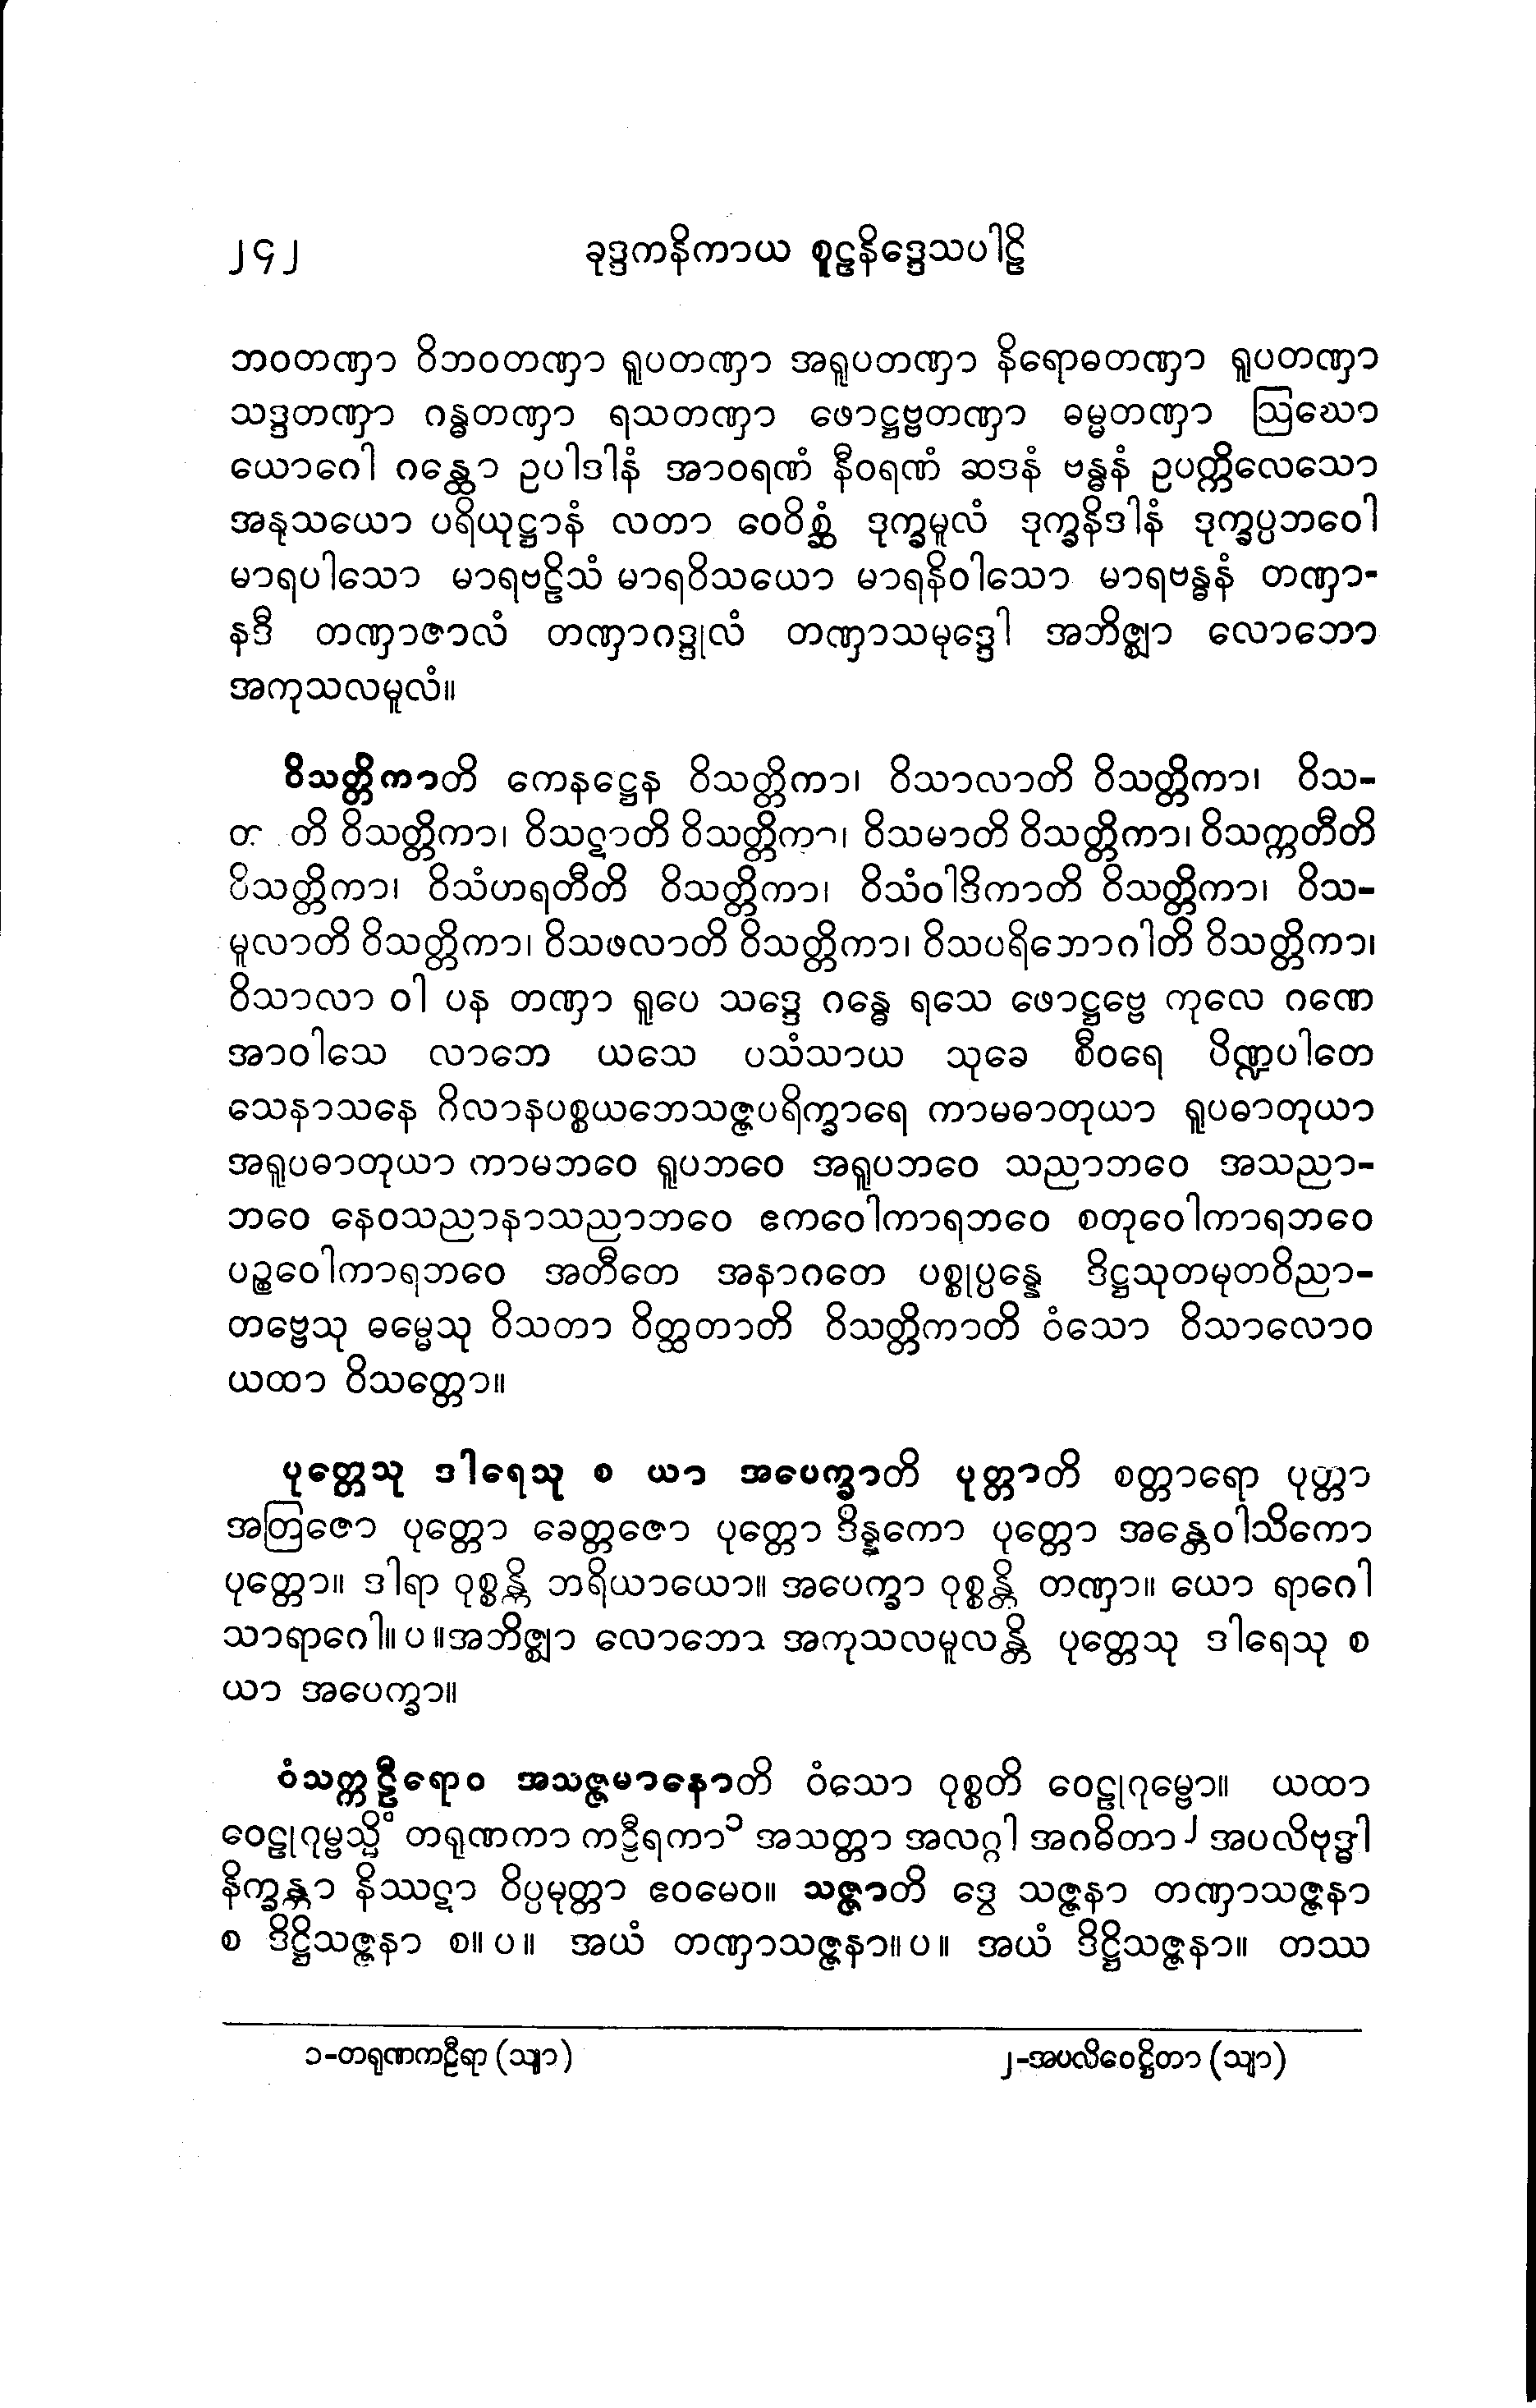 ၂၄၂ ခုဒ္ဒကနိကာယ စူဠနိဒ္ဒေသပါဠိ
ဘဝတဏှာ ဝိဘဝတဏှာ ရူပတဏှာ အရူပတဏှာ နိရောဓတဏှာ ရူပတဏှာ
သဒ္ဒတဏှာ ဂန္ဓတဏှာ ရသတဏှာ ဖောဋ္ဌဗ္ဗတဏှာ ဓမ္မတဏှာ ဩဃော
ယောဂေါ ဂန္ထော ဥပါဒါနံ အာဝရဏံ နီဝရဏံ ဆဒနံ ဗန္ဓနံ ဥပက္ကိလေသော
အနုသယော ပရိယုဋ္ဌာနံ လတာ ဝေဝိစ္ဆံ ဒုက္ခမူလံ ဒုက္ခနိဒါနံ ဒုက္ခပ္ပဘဝေါ
မာရပါသော မာရဗဠိသံ မာရဝိသယော မာရနိဝါသော မာရဗန္ဓနံ တဏှာ-
နဒီ တဏှာဇာလံ တဏှာဂဒ္ဒုလံ တဏှာသမုဒ္ဒေါ အဘိဇ္ဈာ လောဘော
အကုသလမူလံ။
ဝိသတ္တိကာတိ ကေနဋ္ဌေန ဝိသတ္တိကာ၊ ဝိသာလာတိ ဝိသတ္တိကာ၊ ဝိသ-
တိ ဝိသတ္တိကာ၊ ဝိသဋာတိ ဝိသတ္တိကာ၊ ဝိသမာတိ ဝိသတ္တိကာ၊ ဝိသက္ကတီတိ
ဝိသတ္တိကာ၊ ဝိသံဟရတီတိ ဝိသတ္တိကာ၊ ဝိသံဝါဒိကာတိ ဝိသတ္တိကာ၊ ဝိသ-
မူလာတိ ဝိသတ္တိကာ၊ ဝိသဖလာတိ ဝိသတ္တိကာ၊ ဝိသပရိဘောဂါတိ ဝိသတ္တိကာ၊
ဝိသာလာ ဝါ ပန တဏှာ ရူပေ သဒ္ဒေ ဂန္ဓေ ရသေ ဖောဋ္ဌဗ္ဗေ ကုလေ ဂဏေ
အာဝါသေ လာဘေ ယသေ ပသံသာယ သုခေ စီဝရေ ပိဏ္ဍပါတေ
သေနာသနေ ဂိလာနပစ္စယဘေသဇ္ဇပရိက္ခာရေ ကာမဓာတုယာ ရူပဓာတုယာ
အရူပဓာတုယာ ကာမဘဝေ ရူပဘဝေ အရူပဘဝေ သညာဘဝေ အသညာ-
ဘဝေ နေဝသညာနာသညာဘဝေ ဧကဝေါကာရဘဝေ စတုဝေါကာရဘဝေ
ပဉ္စဝေါကာရဘဝေ အတီတေ အနာဂတေ ပစ္စုပ္ပန္နေ ဒိဋ္ဌသုတမုတဝိညာ-
တဗ္ဗေသု ဓမ္မေသု ဝိသတာ ဝိတ္ထတာတိ ဝိသတ္တိကာတိ ဝံသော ဝိသာလောဝ
ယထာ ဝိသတ္တော။
ပုတ္တေသု ဒါရေသု စ ယာ အပေက္ခာတိ ပုတ္တာတိ စတ္တာရော ပုတ္တာ
အတြဇော ပုတ္တော ခေတ္တဇော ပုတ္တော ဒိန္နကော ပုတ္တော အန္တေဝါသိကော
ပုတ္တော။ ဒါရာ ဝုစ္စန္တိ ဘရိယာယော။ အပေက္ခာ ဝုစ္စန္တိ တဏှာ။ ယော ရာဂေါ
သာရာဂေါ။ ပ ။အဘိဇ္ဈာ လောဘော အကုသလမူလန္တိ ပုတ္တေသု ဒါရေသု စ
ယာ အပေက္ခာ။
ဝံသက္ကဠီရောဝ အသဇ္ဇမာနောတိ ဝံသော ဝုစ္စတိ ဝေဠုဂုမ္ဗော။ ယထာ
ဝေဠုဂုမ္ဗသ္မိံ တရုဏကာ ကဠီရကာ၁ အသတ္တာ အလဂ္ဂါ အဂဓိတာ၂ အပလိဗုဒ္ဓါ
နိက္ခန္တာ နိဿဋာ ဝိပ္ပမုတ္တာ ဧဝမေဝ။ သဇ္ဇာတိ ဒွေ သဇ္ဇနာ တဏှာသဇ္ဇနာ
စ ဒိဋ္ဌိသဇ္ဇနာ စ။ ပ။ အယံ တဏှာသဇ္ဇနာ။ ပ။ အယံ ဒိဋ္ဌိသဇ္ဇနာ။ တဿ
၁-တရုဏကဠီရာ (သျာ) ၂-အပလိဝေဋ္ဌိတာ (သျာ)